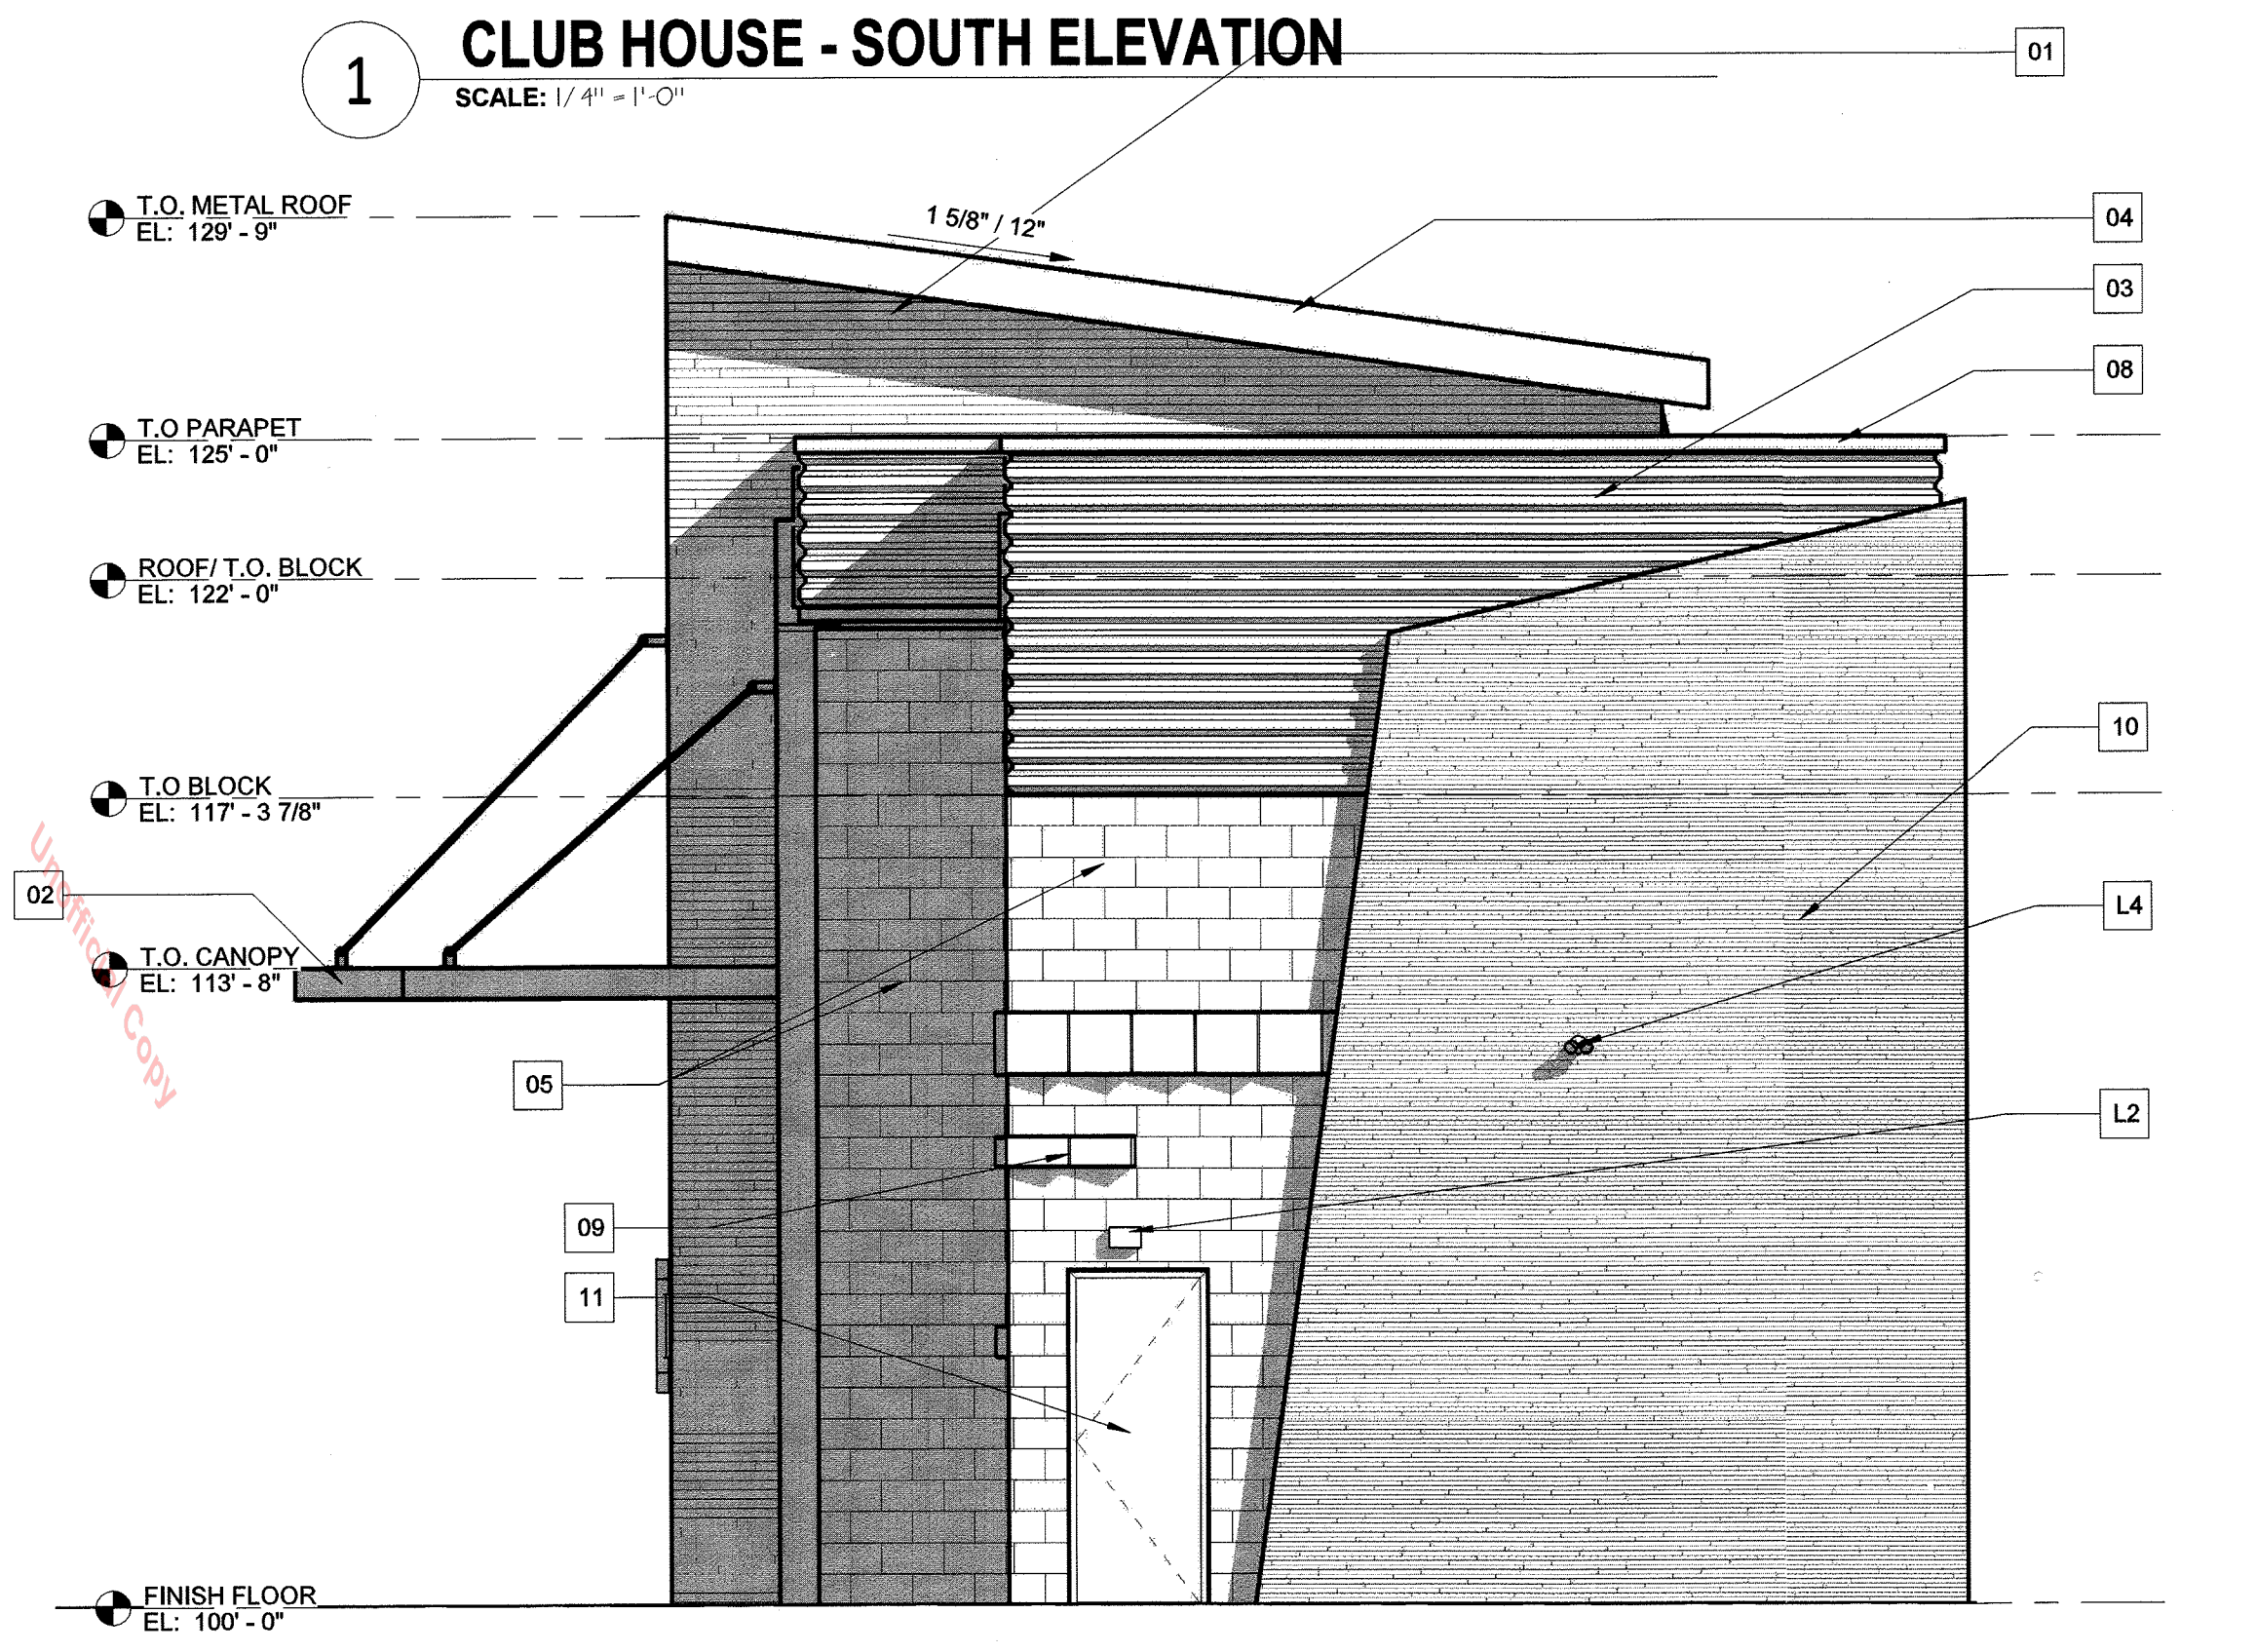 1
CLUB HOUSE - SOUTH ELEVATION
SCALE: 1/4" = 1'-0"
01
T.O. METAL ROOF
EL: 129' - 9"
1 5/8" / 12"
04
03
08
T.O PARAPET
EL: 125' - 0"
ROOF/ T.O. BLOCK
EL: 122' - 0"
10
T.O BLOCK
EL: 117' - 3 7/8"
02
Unofficial Copy
L4
T.O. CANOPY
EL: 113' - 8"
05
L2
09
11
FINISH FLOOR
EL: 100' - 0"